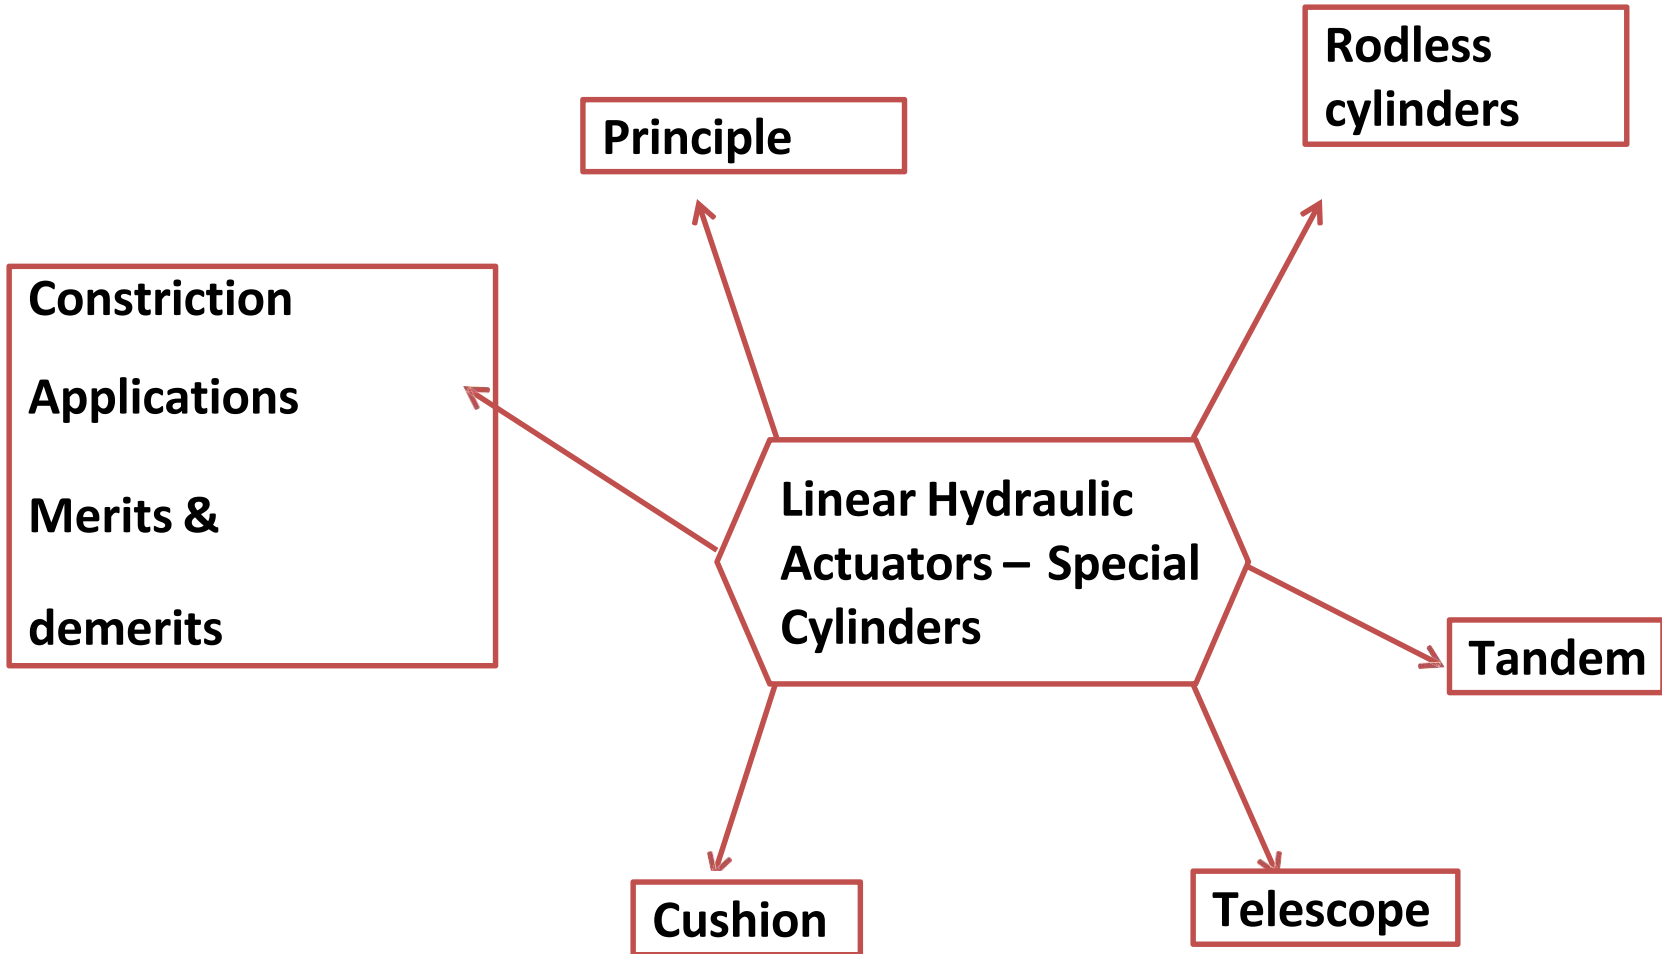 Rodless
cylinders
Principle
Constriction
Applications
Merits &
demerits
Linear Hydraulic
Actuators – Special
Cylinders
Tandem
Telescope
Cushion